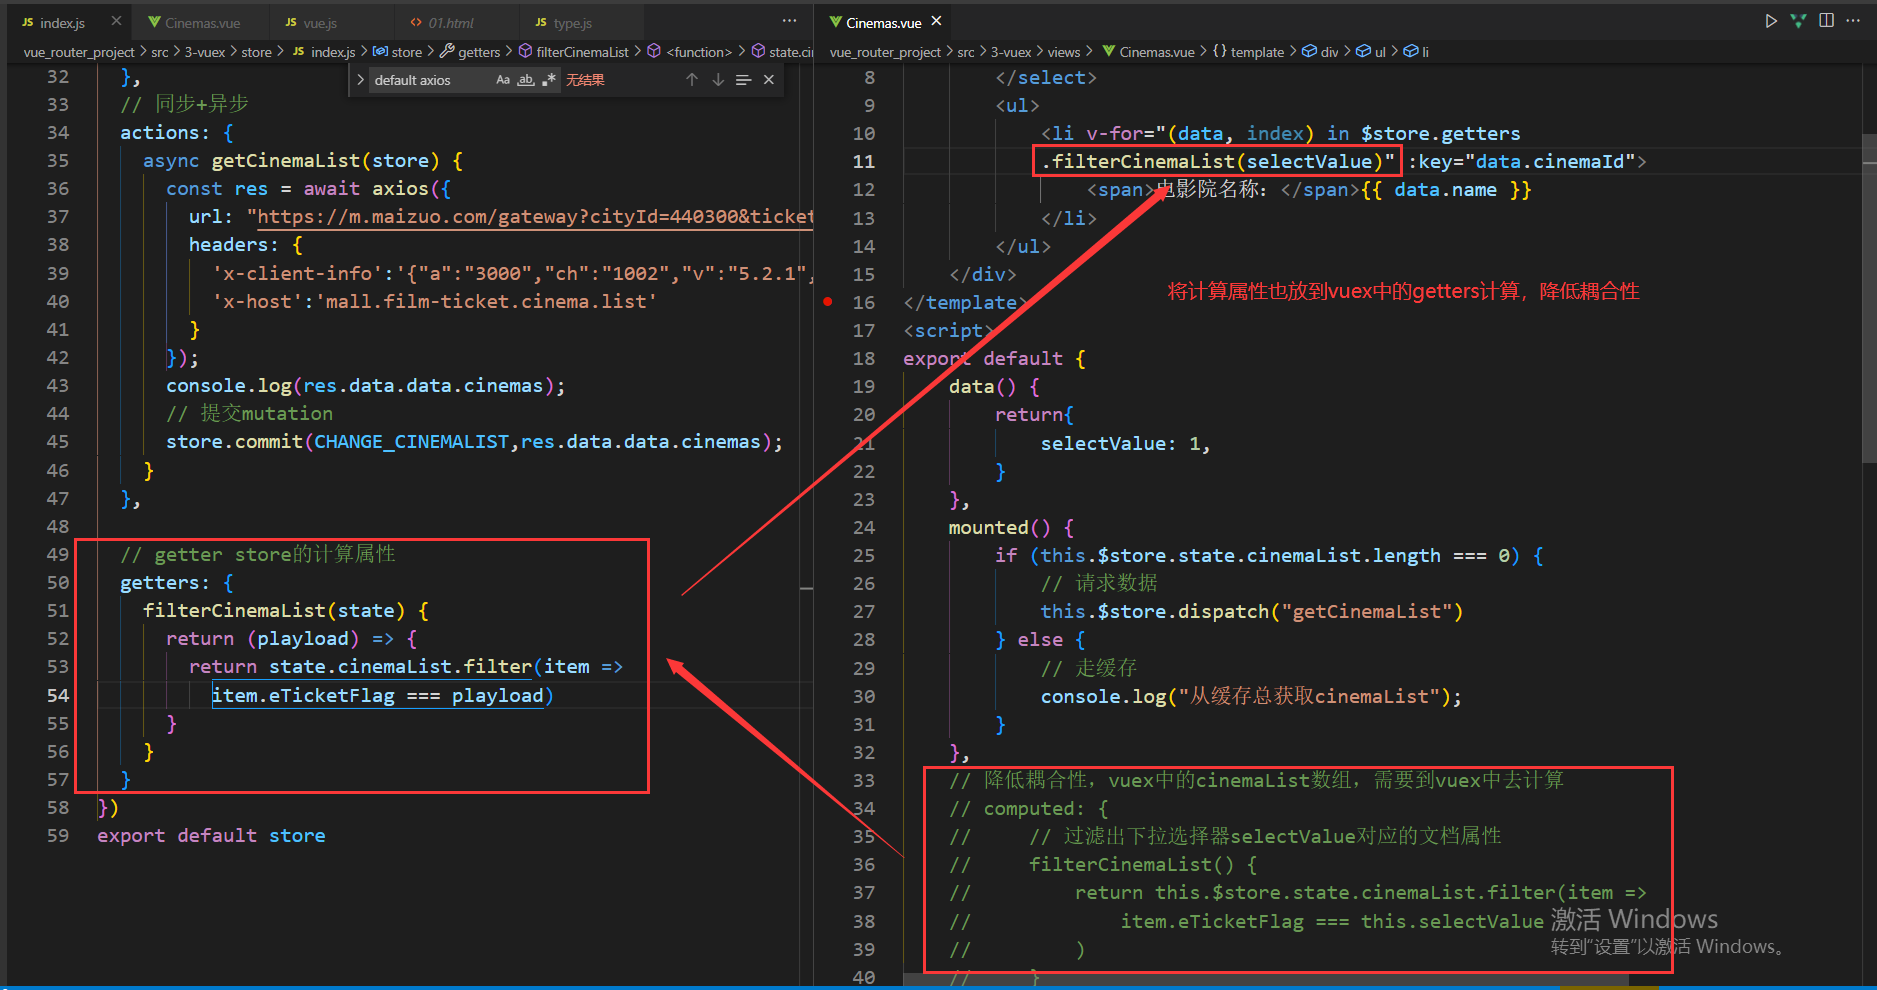 index.js
Cinemas.vue
vue.js
01.html
type.js
Cinemas.vue
vue_router_project > src > 3-vuex > store > index.js > store > getters > filterCinemaList > <function> > state.ci
vue_router_project > src > 3-vuex > views > Cinemas.vue > {} template > div > ul > li
default axios
Aa ab .* 无结果
32 },
33 // 同步+异步
34 actions: {
35 async getCinemaList(store) {
36 const res = await axios({
37 url: "https://m.maizuo.com/gateway?cityId=440300&ticket
38 headers: {
39 'x-client-info':'{"a":"3000","ch":"1002","v":"5.2.1",
40 'x-host':'mall.film-ticket.cinema.list'
41 }
42 });
43 console.log(res.data.data.cinemas);
44 // 提交mutation
45 store.commit(CHANGE_CINEMALIST,res.data.data.cinemas);
46 }
47 },
48
49 // getter store的计算属性
50 getters: {
51 filterCinemaList(state) {
52 return (playload) => {
53 return state.cinemaList.filter(item =>
54 item.eTicketFlag === playload)
55 }
56 }
57 }
58 })
59 export default store
8 </select>
9 <ul>
10 <li v-for="(data, index) in $store.getters
11 .filterCinemaList(selectValue)" :key="data.cinemaId">
12 <span>电影院名称: </span>{{ data.name }}
13 </li>
14 </ul>
15 </div>
将计算属性也放到vuex中的getters计算，降低耦合性
16 </template>
17 <script>
18 export default {
19 data() {
20 return{
21 selectValue: 1,
22 }
23 },
24 mounted() {
25 if (this.$store.state.cinemaList.length === 0) {
26 // 请求数据
27 this.$store.dispatch("getCinemaList")
28 } else {
29 // 走缓存
30 console.log("从缓存总获取cinemaList");
31 }
32 },
33 // 降低耦合性，vuex中的cinemaList数组，需要到vuex中去计算
34 // computed: {
35 // // 过滤出下拉选择器selectValue对应的文档属性
36 // filterCinemaList() {
37 // return this.$store.state.cinemaList.filter(item =>
38 // item.eTicketFlag === this.selectValue
39 // )
40 // }
激活 Windows
转到“设置”以激活 Windows。